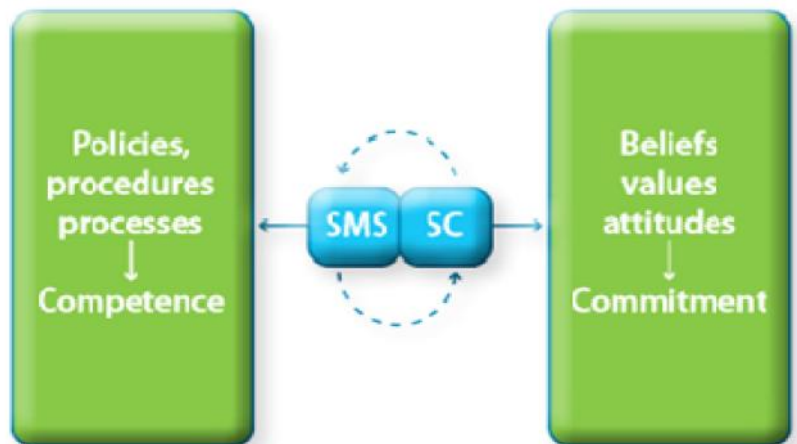 Policies,
procedures
processes
↓
Competence
SMS SC
Beliefs
values
attitudes
↓
Commitment